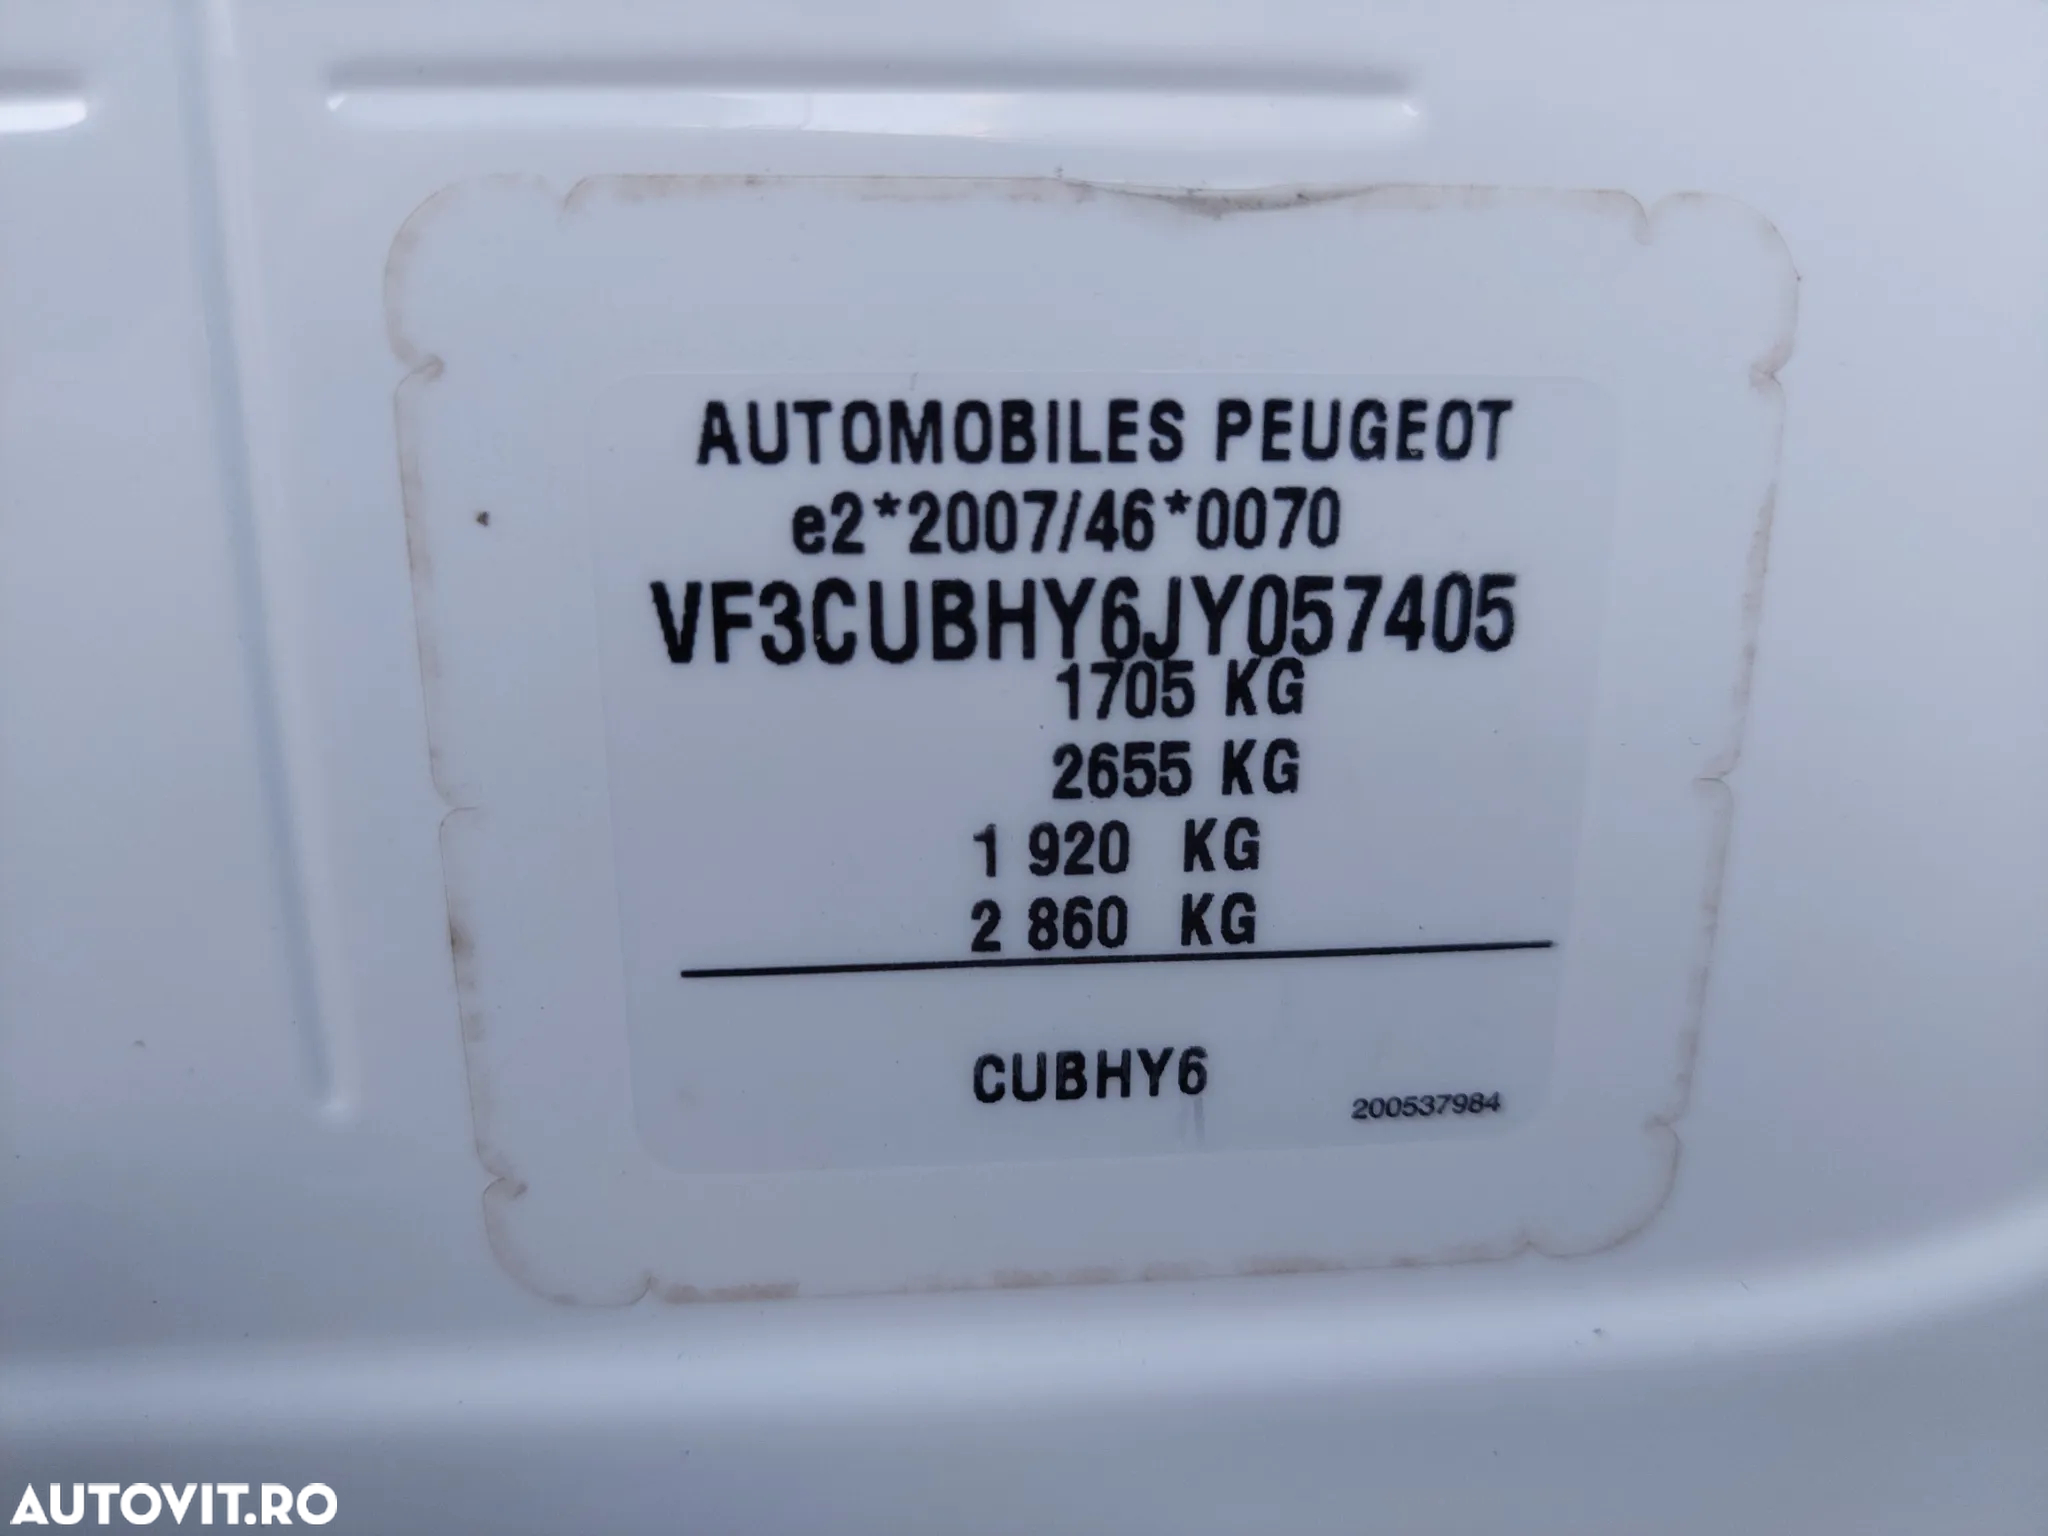 AUTOMOBILES PEUGEOT
e2*2007/46*0070
VF3CUBHY6JY057405
1705 KG
2655 KG
1 920 KG
2 860 KG
CUBHY6
200537984
AUTOVIT.RO